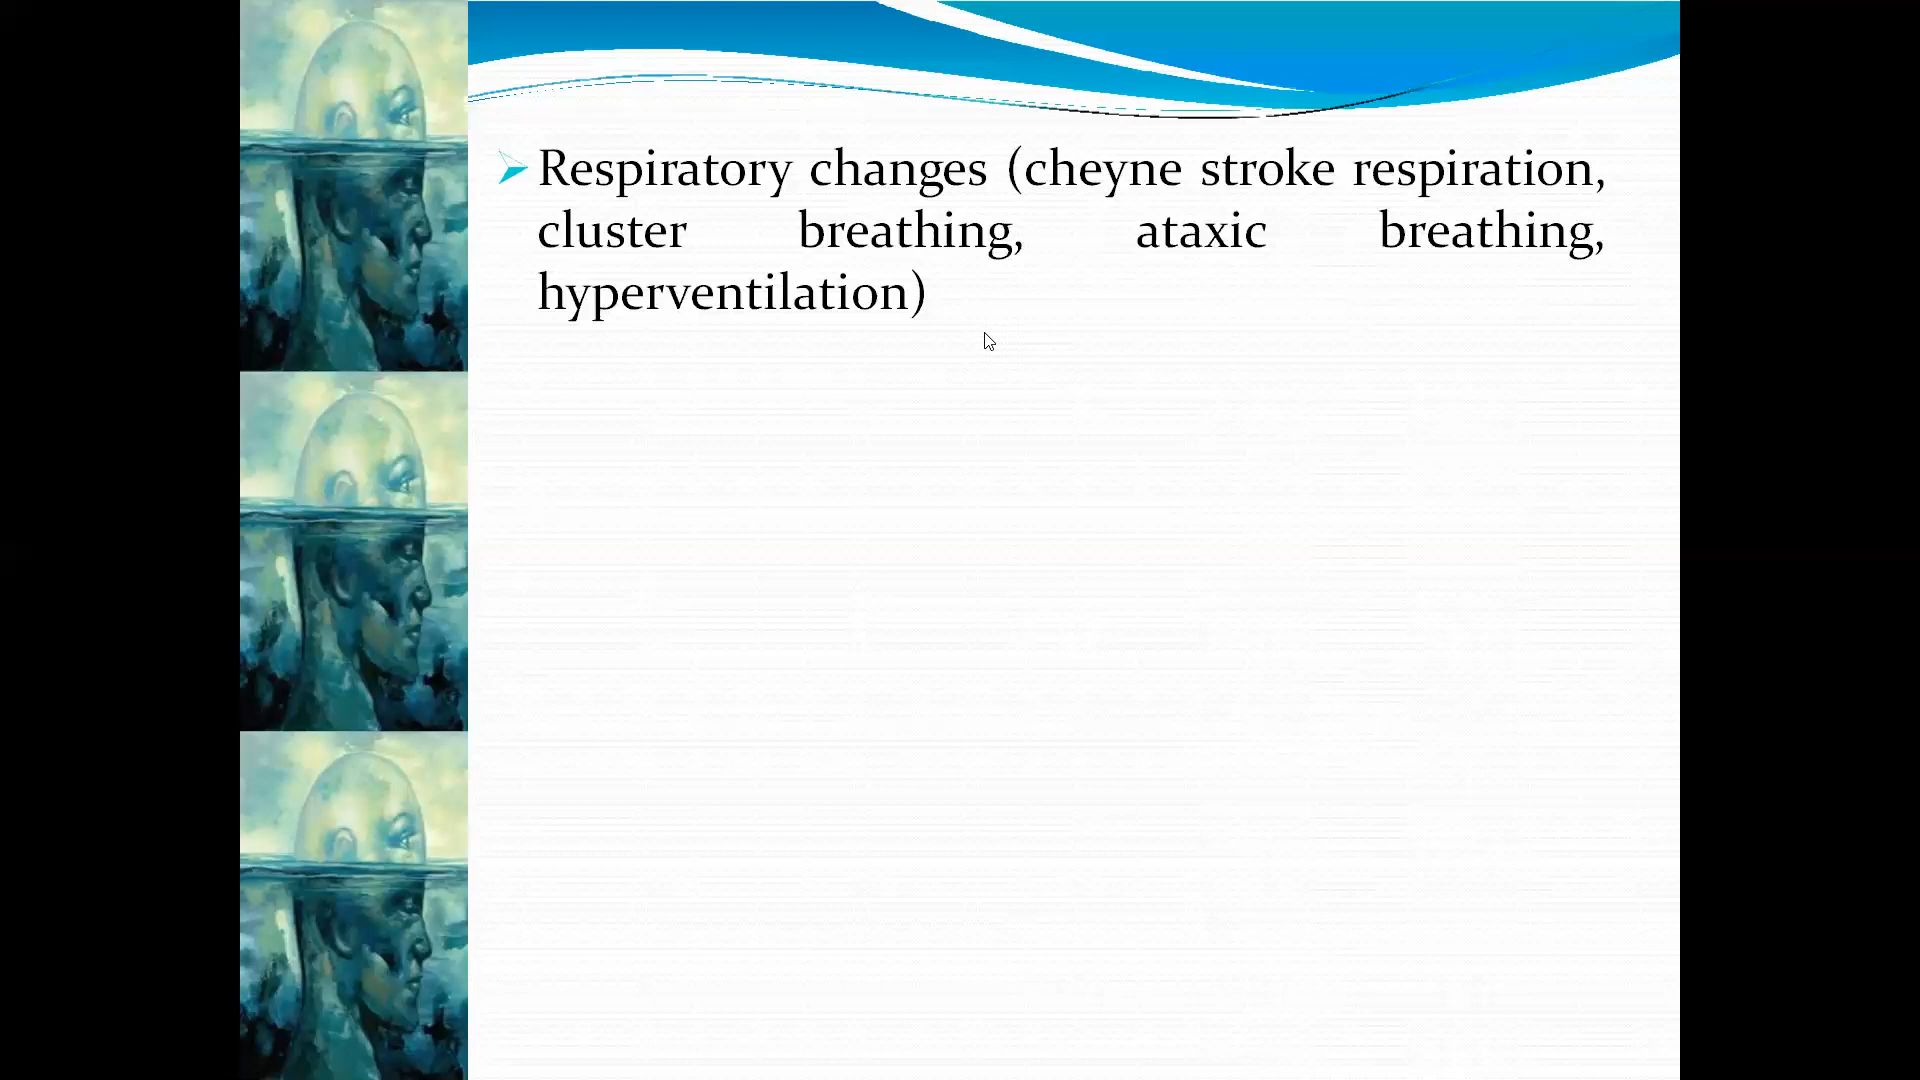 Respiratory changes (cheyne stroke respiration,
cluster breathing, ataxic breathing,
hyperventilation)